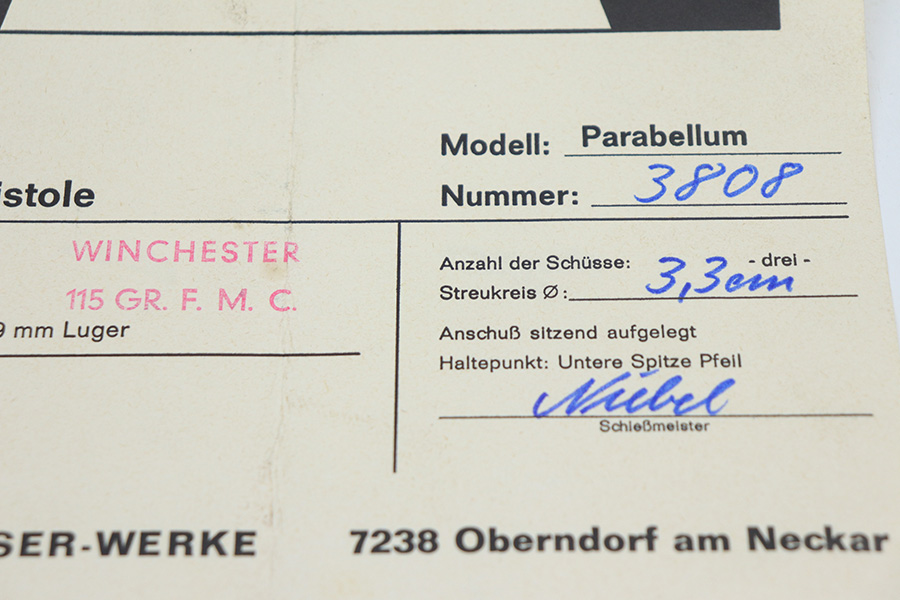 Modell: Parabellum
istole
Nummer: 3808
WINCHESTER
115 GR. F. M. C.
9 mm Luger
Anzahl der Schüsse: - drei -
Streukreis Ø: 3,3cm
Anschuß sitzend aufgelegt
Haltepunkt: Untere Spitze Pfeil
Nübel
Schießmeister
SER-WERKE 7238 Oberndorf am Neckar